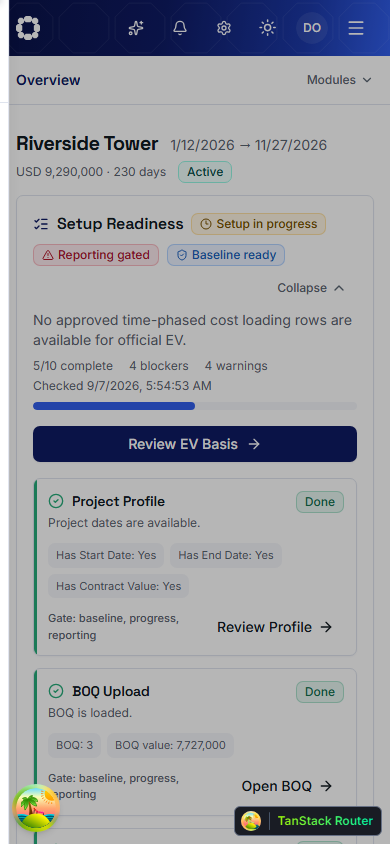 DO
Overview
Modules
Riverside Tower 1/12/2026 → 11/27/2026
USD 9,290,000 · 230 days Active
Setup Readiness Setup in progress
Reporting gated Baseline ready
Collapse
No approved time-phased cost loading rows are
available for official EV.
5/10 complete 4 blockers 4 warnings
Checked 9/7/2026, 5:54:53 AM
Review EV Basis →
Project Profile Done
Project dates are available.
Has Start Date: Yes Has End Date: Yes
Has Contract Value: Yes
Gate: baseline, progress,
reporting
Review Profile →
BOQ Upload Done
BOQ is loaded.
BOQ: 3 BOQ value: 7,727,000
Gate: baseline, progress,
reporting
Open BOQ →
TanStack Router